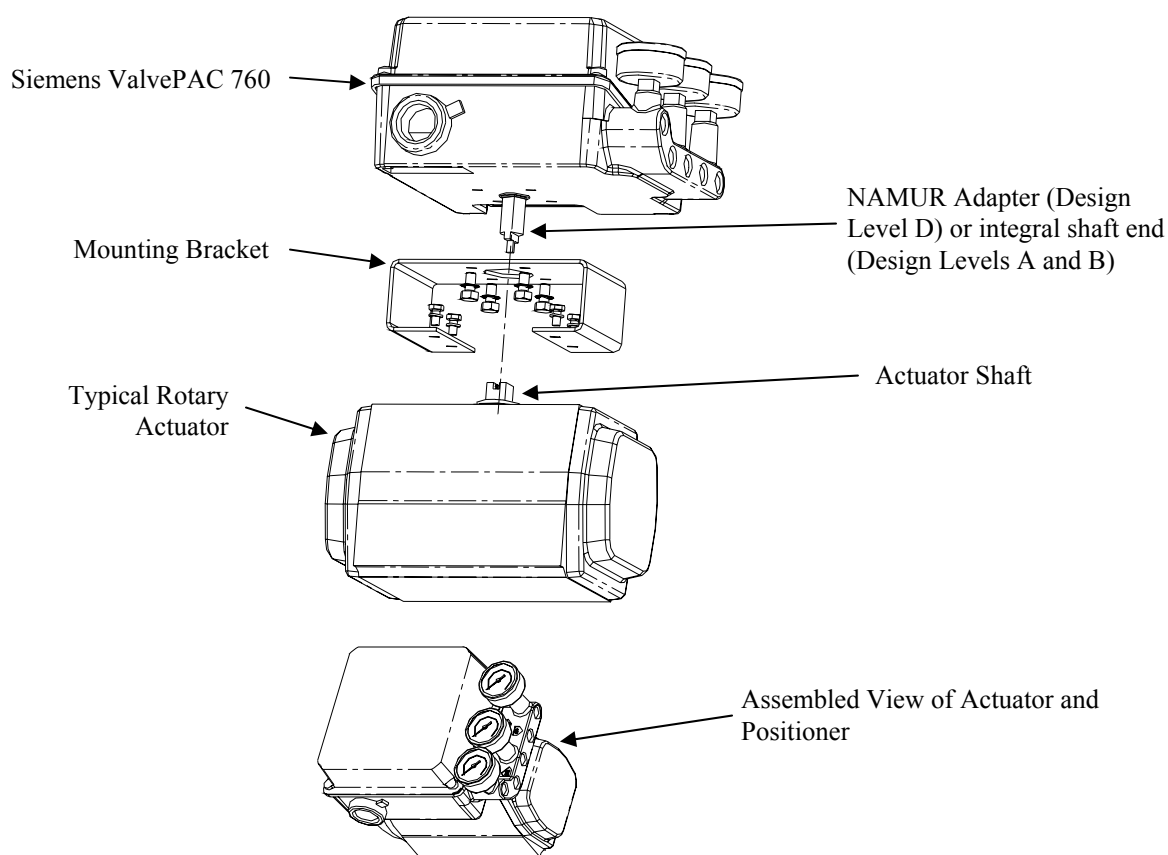 Siemens ValvePAC 760
NAMUR Adapter (Design
Level D) or integral shaft end
(Design Levels A and B)
Mounting Bracket
Actuator Shaft
Typical Rotary
Actuator
Assembled View of Actuator and
Positioner